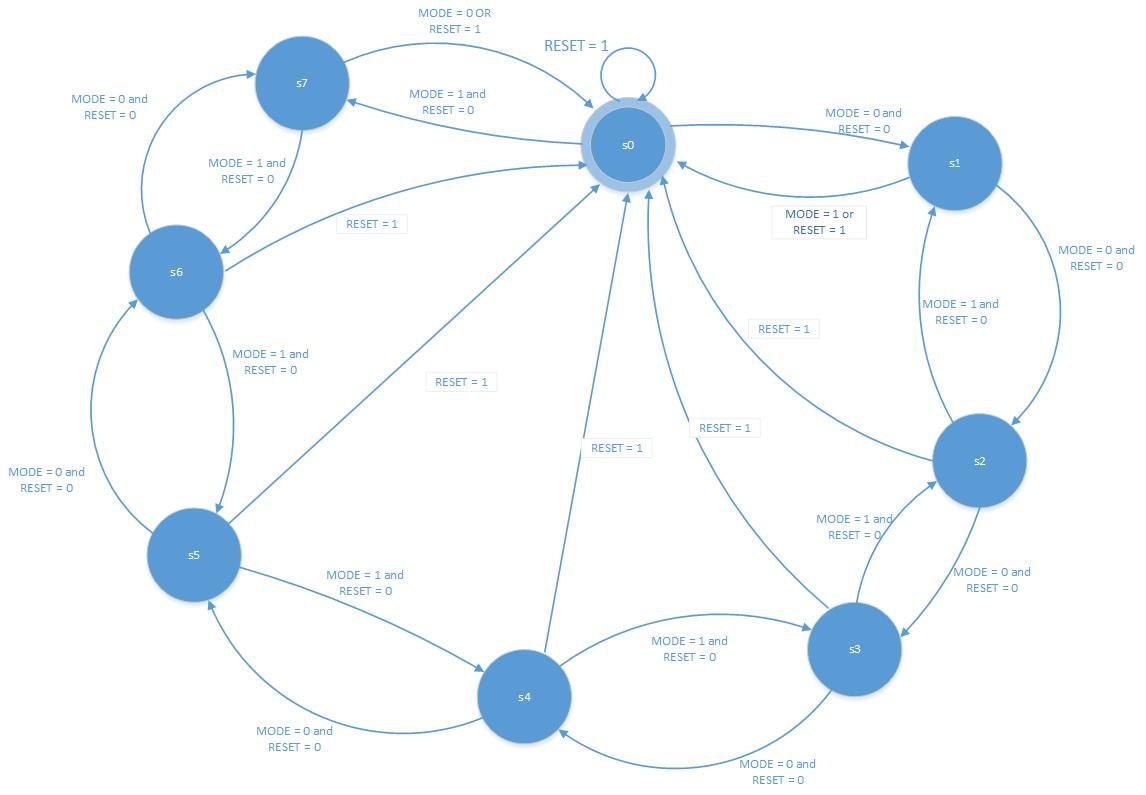 MODE = 0 OR
RESET = 1
RESET = 1
s7
MODE = 0 and
RESET = 0
MODE = 1 and
RESET = 0
MODE = 0 and
RESET = 0
s0
s1
MODE = 1 and
RESET = 0
RESET = 1
MODE = 1 or
RESET = 1
MODE = 0 and
RESET = 0
s6
MODE = 1 and
RESET = 0
RESET = 1
MODE = 1 and
RESET = 0
RESET = 1
RESET = 1
RESET = 1
s2
MODE = 0 and
RESET = 0
MODE = 1 and
RESET = 0
s5
MODE = 1 and
RESET = 0
MODE = 0 and
RESET = 0
MODE = 1 and
RESET = 0
s3
s4
MODE = 0 and
RESET = 0
MODE = 0 and
RESET = 0